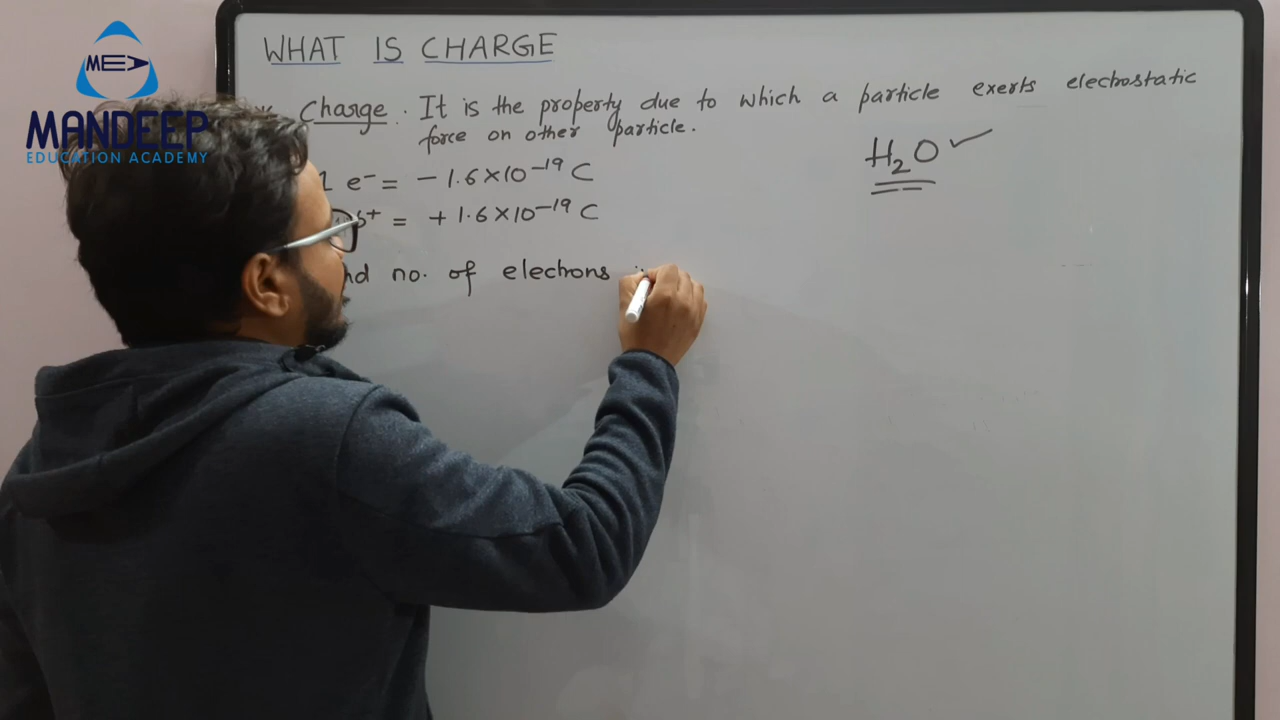 MEA
MANDEEP
EDUCATION ACADEMY
WHAT IS CHARGE
Charge . It is the property due to which a particle exerts electrostatic
force on other particle.
H₂O ✓
1 e⁻ = - 1.6 × 10⁻¹⁹ C
= + 1.6 × 10⁻¹⁹ C
no. of electrons